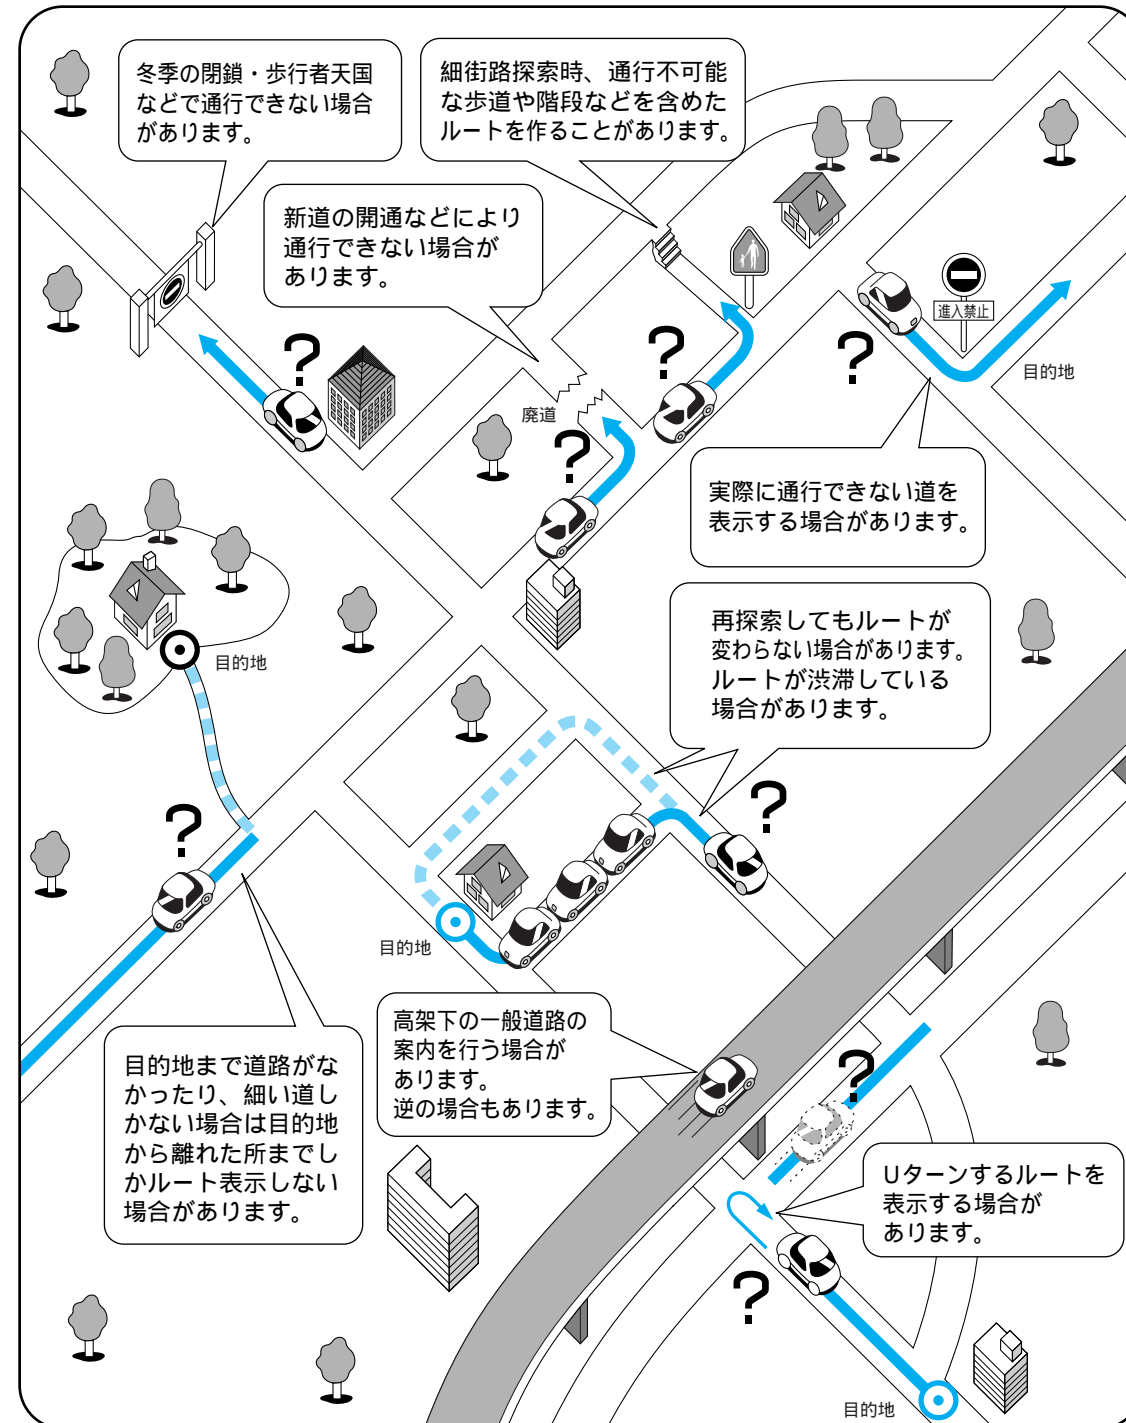 冬季の閉鎖・歩行者天国
などで通行できない場合
があります。
細街路探索時、通行不可能
な歩道や階段などを含めた
ルートを作ることがあります。
新道の開通などにより
通行できない場合が
あります。
進入禁止
目的地
廃道
実際に通行できない道を
表示する場合があります。
再探索してもルートが
変わらない場合があります。
ルートが渋滞している
場合があります。
目的地
目的地
高架下の一般道路の
案内を行う場合が
あります。
逆の場合もあります。
目的地まで道路がな
かったり、細い道し
かない場合は目的地
から離れた所までし
かルート表示しない
場合があります。
Uターンするルートを
表示する場合が
あります。
目的地
?
?
?
?
?
?
?
?